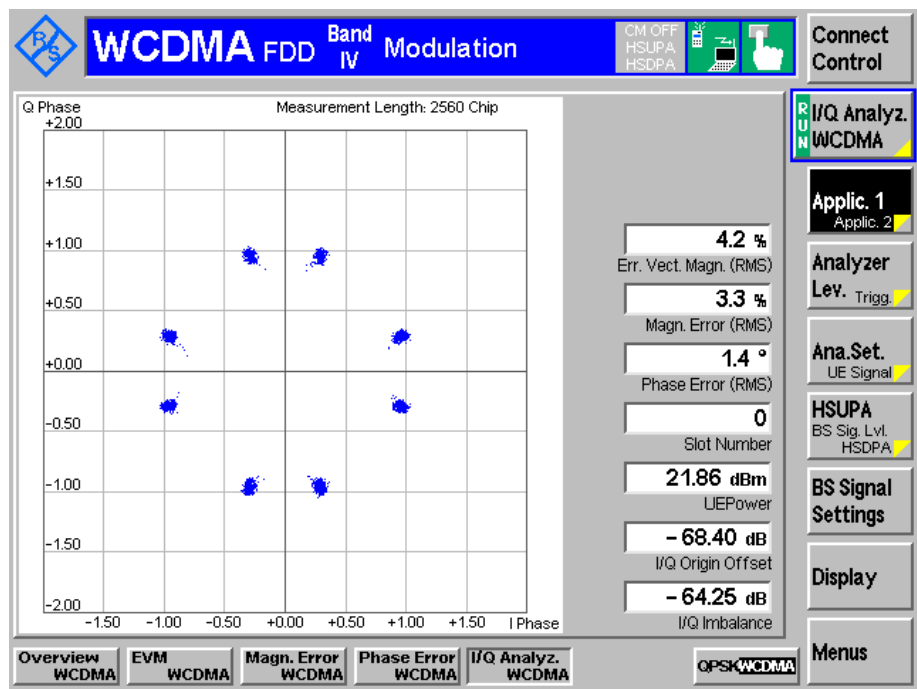 R&S
WCDMA FDD Band IV Modulation
CM OFF
HSUPA
HSDPA
Connect Control
Q Phase
Measurement Length: 2560 Chip
+2.00
+1.50
+1.00
+0.50
+0.00
-0.50
-1.00
-1.50
-2.00
-1.50 -1.00 -0.50 +0.00 +0.50 +1.00 +1.50 I Phase
4.2 %
Err. Vect. Magn. (RMS)
3.3 %
Magn. Error (RMS)
1.4 °
Phase Error (RMS)
0
Slot Number
21.86 dBm
UEPower
-68.40 dB
I/Q Origin Offset
-64.25 dB
I/Q Imbalance
RUN
I/Q Analyz.
WCDMA
Applic. 1
Applic. 2
Analyzer
Lev. Trigg.
Ana.Set.
UE Signal
HSUPA
BS Sig. Lvl.
HSDPA
BS Signal
Settings
Display
Menus
Overview
WCDMA
EVM
WCDMA
Magn. Error
WCDMA
Phase Error
WCDMA
I/Q Analyz.
WCDMA
QPSK WCDMA